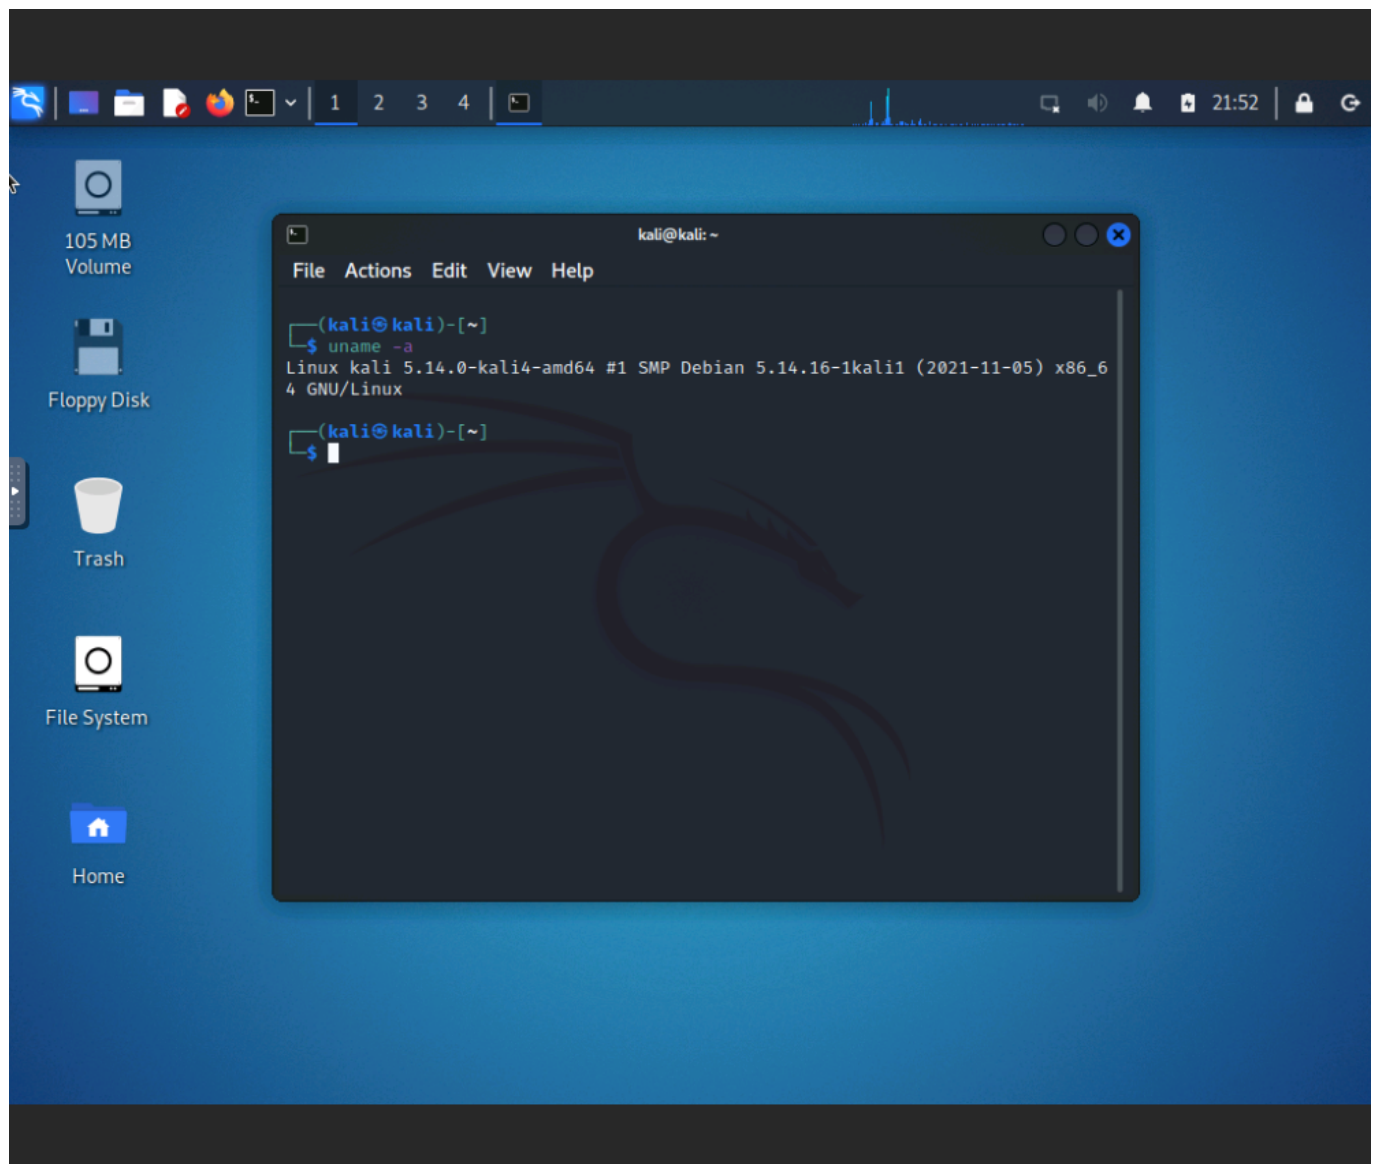 1 2 3 4 21:52
105 MB
Volume
Floppy Disk
Trash
File System
Home
kali@kali: ~
File Actions Edit View Help
┌──(kali㉿kali)-[~]
└─$ uname -a
Linux kali 5.14.0-kali4-amd64 #1 SMP Debian 5.14.16-1kali1 (2021-11-05) x86_6
4 GNU/Linux
┌──(kali㉿kali)-[~]
└─$